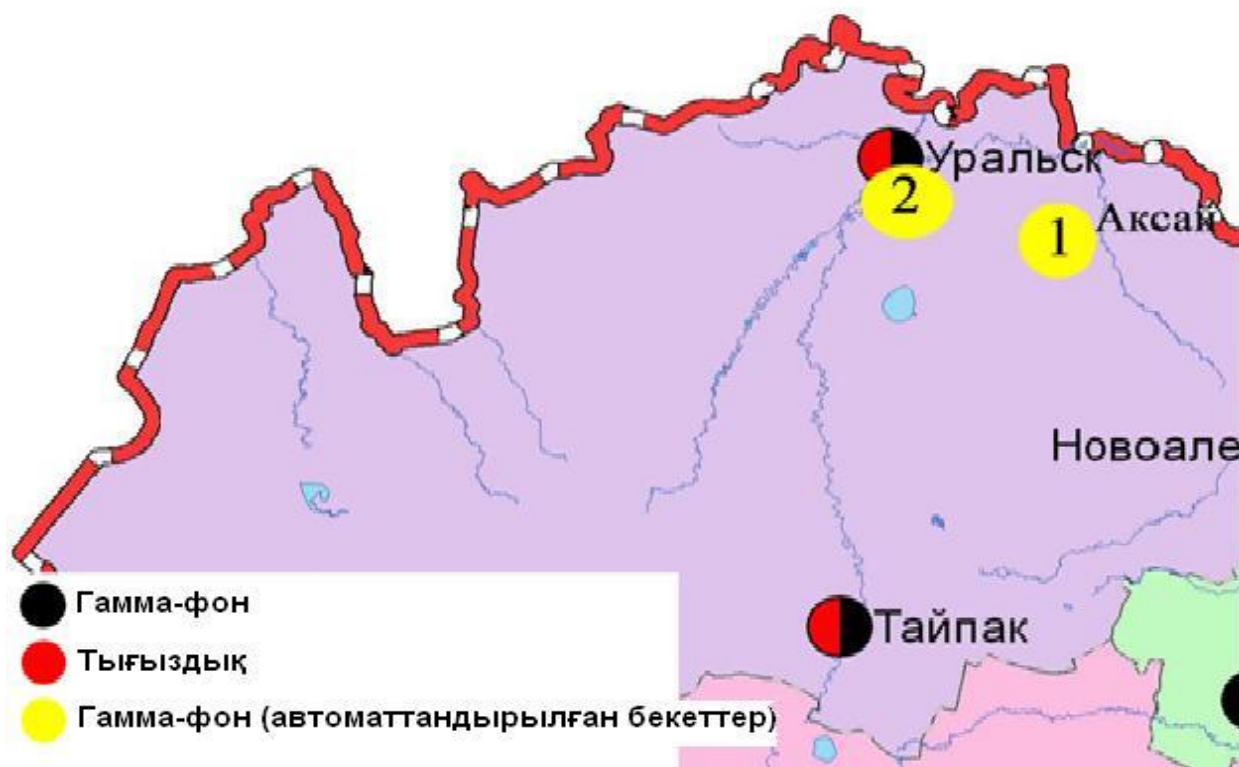 Уральск
2
Аксай
1
Новоале
Тайпак
Гамма-фон
Тығыздық
Гамма-фон (автоматтандырылған бекеттер)